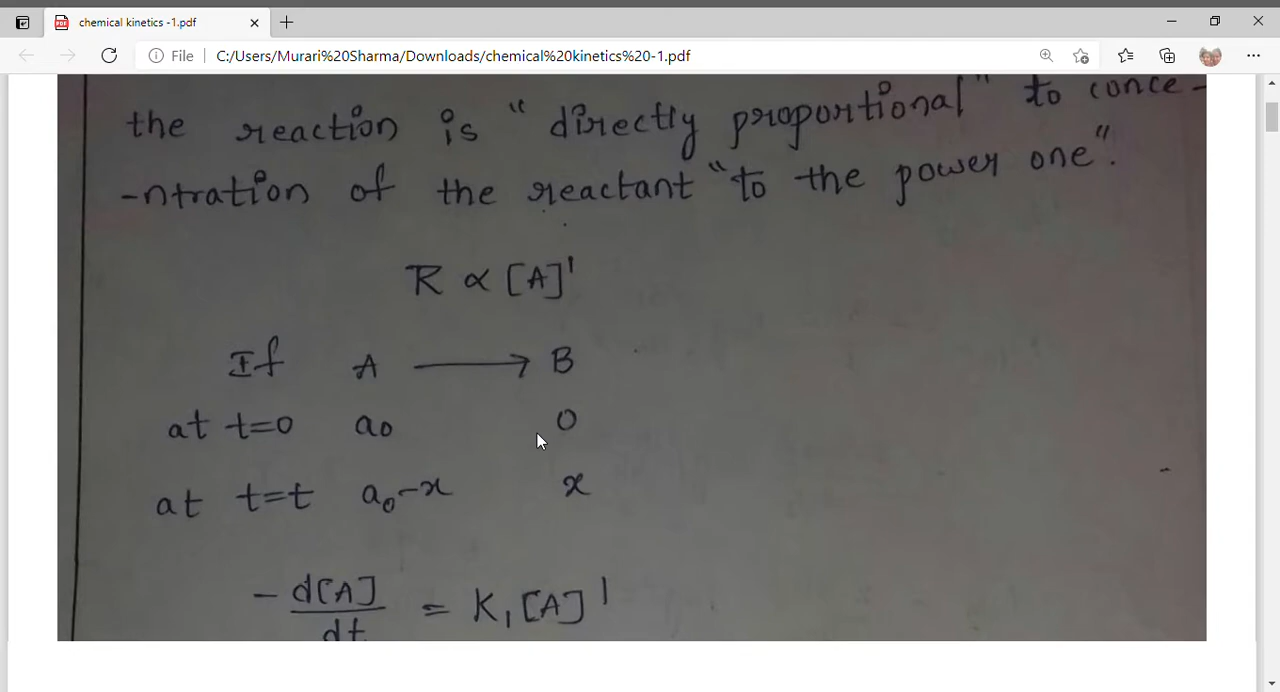 chemical kinetics -1.pdf
File C:/Users/Murari%20Sharma/Downloads/chemical%20kinetics%20-1.pdf
the reaction is "directly proportional" to conce-
-ntration of the reactant "to the power one".
R ∝ [A]¹
If A ⟶ B
at t=0 a₀ 0
at t=t a₀-x x
- d[A]/dt = K₁[A]¹